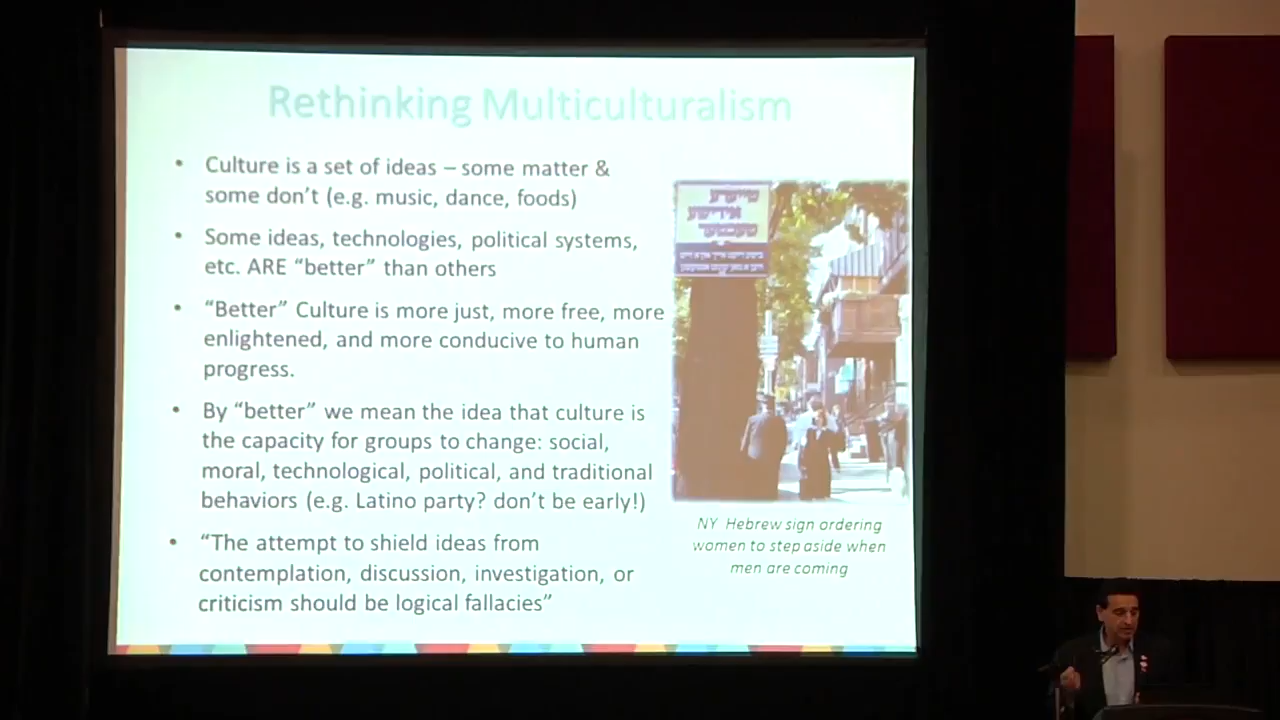 Rethinking Multiculturalism
• Culture is a set of ideas – some matter &
some don't (e.g. music, dance, foods)
• Some ideas, technologies, political systems,
etc. ARE "better" than others
• "Better" Culture is more just, more free, more
enlightened, and more conducive to human
progress.
• By "better" we mean the idea that culture is
the capacity for groups to change: social,
moral, technological, political, and traditional
behaviors (e.g. Latino party? don't be early!)
• "The attempt to shield ideas from
contemplation, discussion, investigation, or
criticism should be logical fallacies"
טייערע
אידישע
NY Hebrew sign ordering
women to step aside when
men are coming